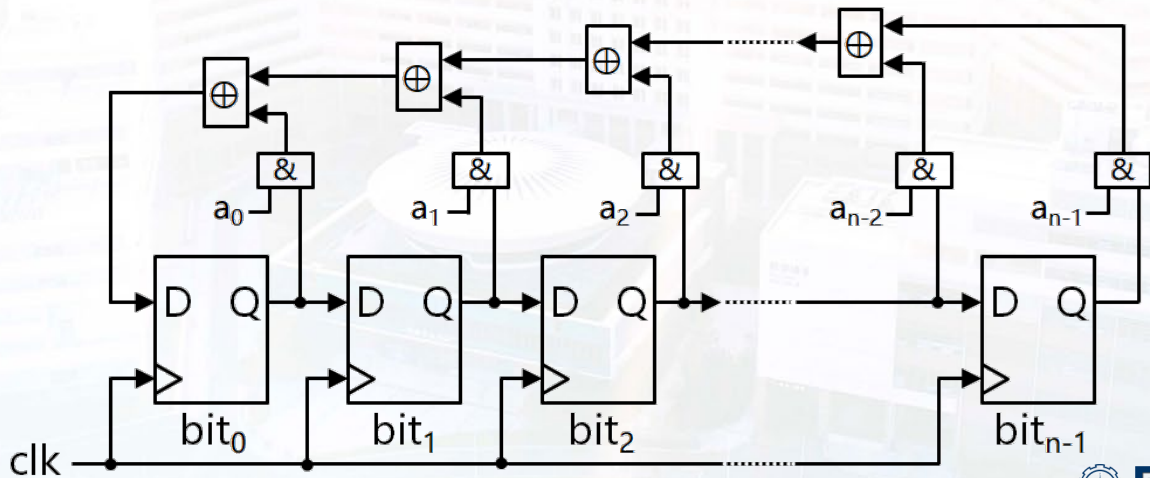 ⊕ ⊕ ⊕ ⊕
& & & & &
a₀ a₁ a₂ aₙ₋₂ aₙ₋₁
D Q D Q D Q D Q
bit₀ bit₁ bit₂ bitₙ₋₁
clk